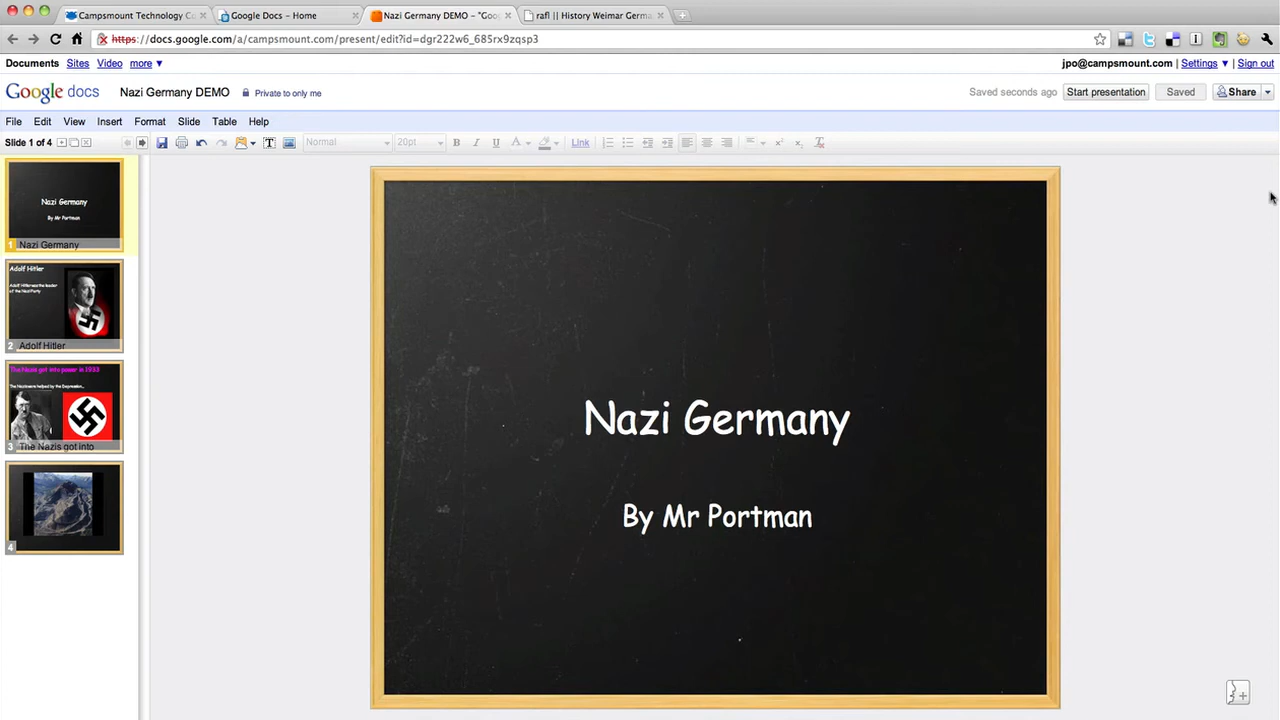 Campsmount Technology C
Google Docs - Home
Nazi Germany DEMO - "Goo
rafl || History Weimar Germa
https://docs.google.com/a/campsmount.com/present/edit?id=dgr222w6_685rx9zqsp3
Documents Sites Video more ▼
jpo@campsmount.com | Settings ▼ | Sign out
Google docs
Nazi Germany DEMO
Private to only me
Saved seconds ago
Start presentation
Saved
Share
File Edit View Insert Format Slide Table Help
Slide 1 of 4
Normal
20pt
B I U A
Link
Nazi Germany
By Mr Portman
1 Nazi Germany
Adolf Hitler
Adolf Hitler was the leader
of the Nazi Party
2 Adolf Hitler
The Nazis got into power in 1933
The Nazis were helped by the Depression...
3 The Nazis got into
4
Nazi Germany
By Mr Portman